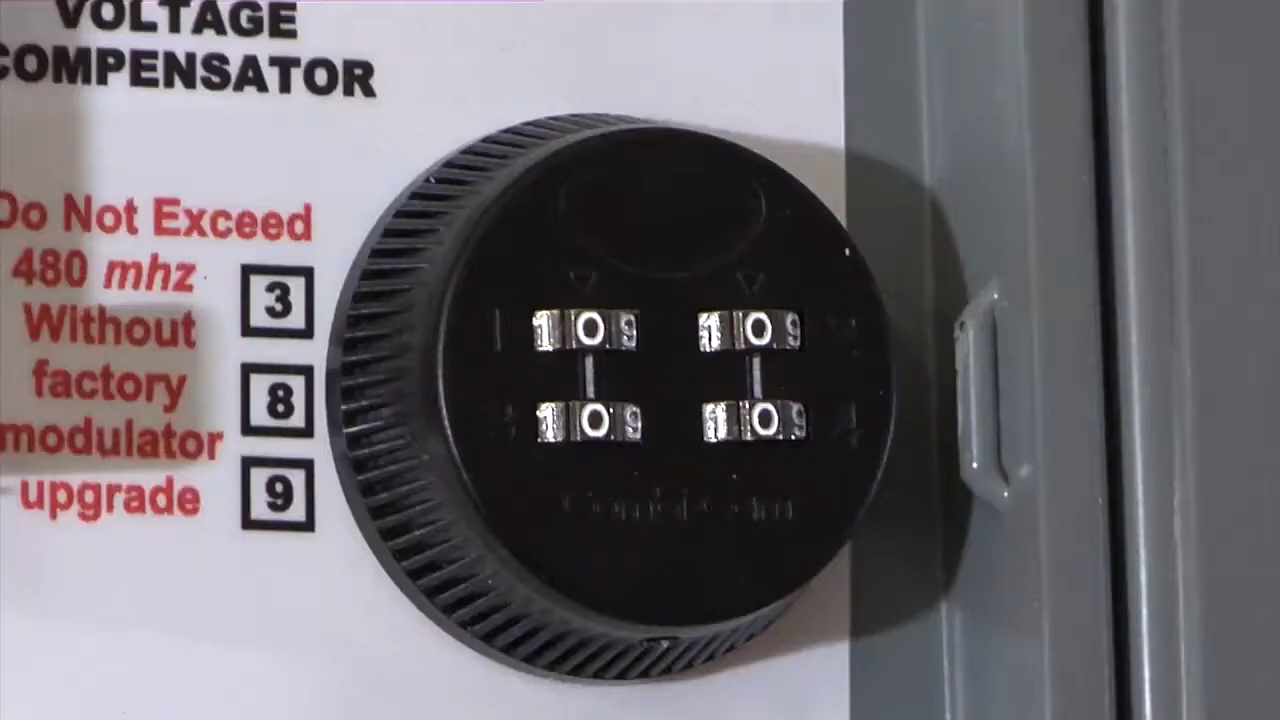 VOLTAGE
COMPENSATOR
Do Not Exceed
480 mhz
Without
factory
modulator
upgrade
3
8
9
1 0 9
1 0 9
1 0 9
1 0 9